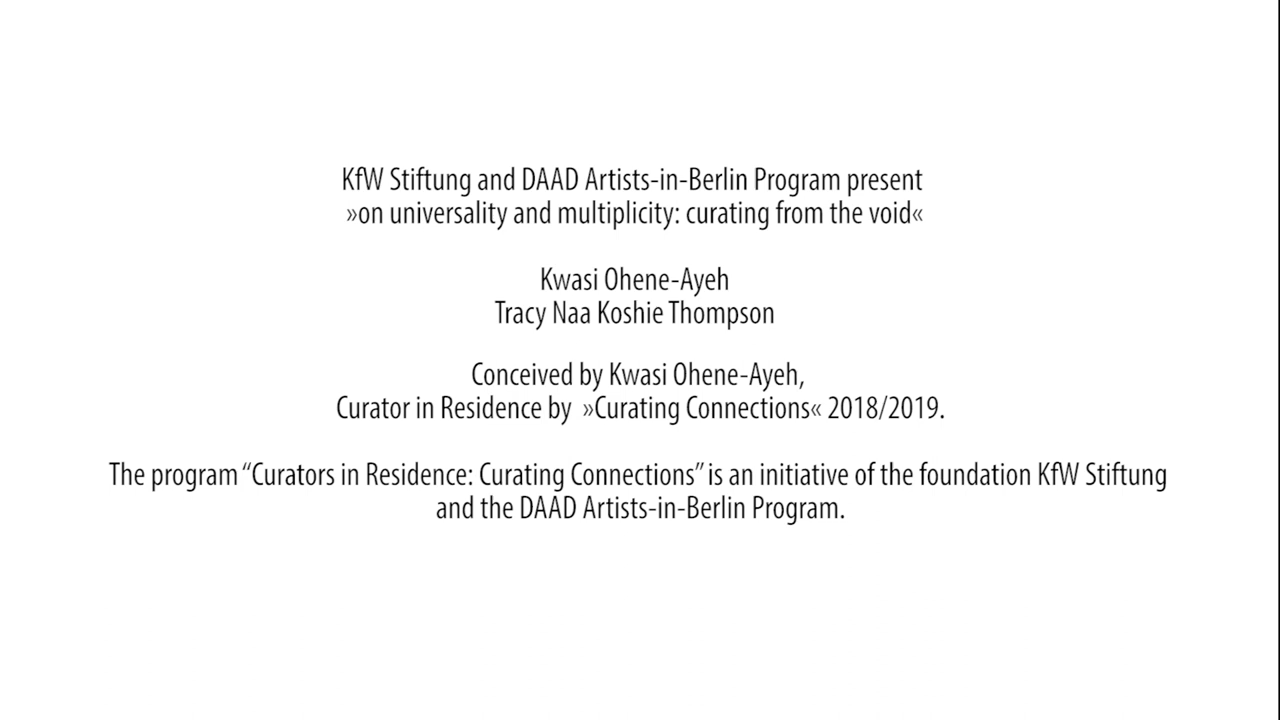 KfW Stiftung and DAAD Artists-in-Berlin Program present
»on universality and multiplicity: curating from the void«
Kwasi Ohene-Ayeh
Tracy Naa Koshie Thompson
Conceived by Kwasi Ohene-Ayeh,
Curator in Residence by »Curating Connections« 2018/2019.
The program “Curators in Residence: Curating Connections” is an initiative of the foundation KfW Stiftung
and the DAAD Artists-in-Berlin Program.